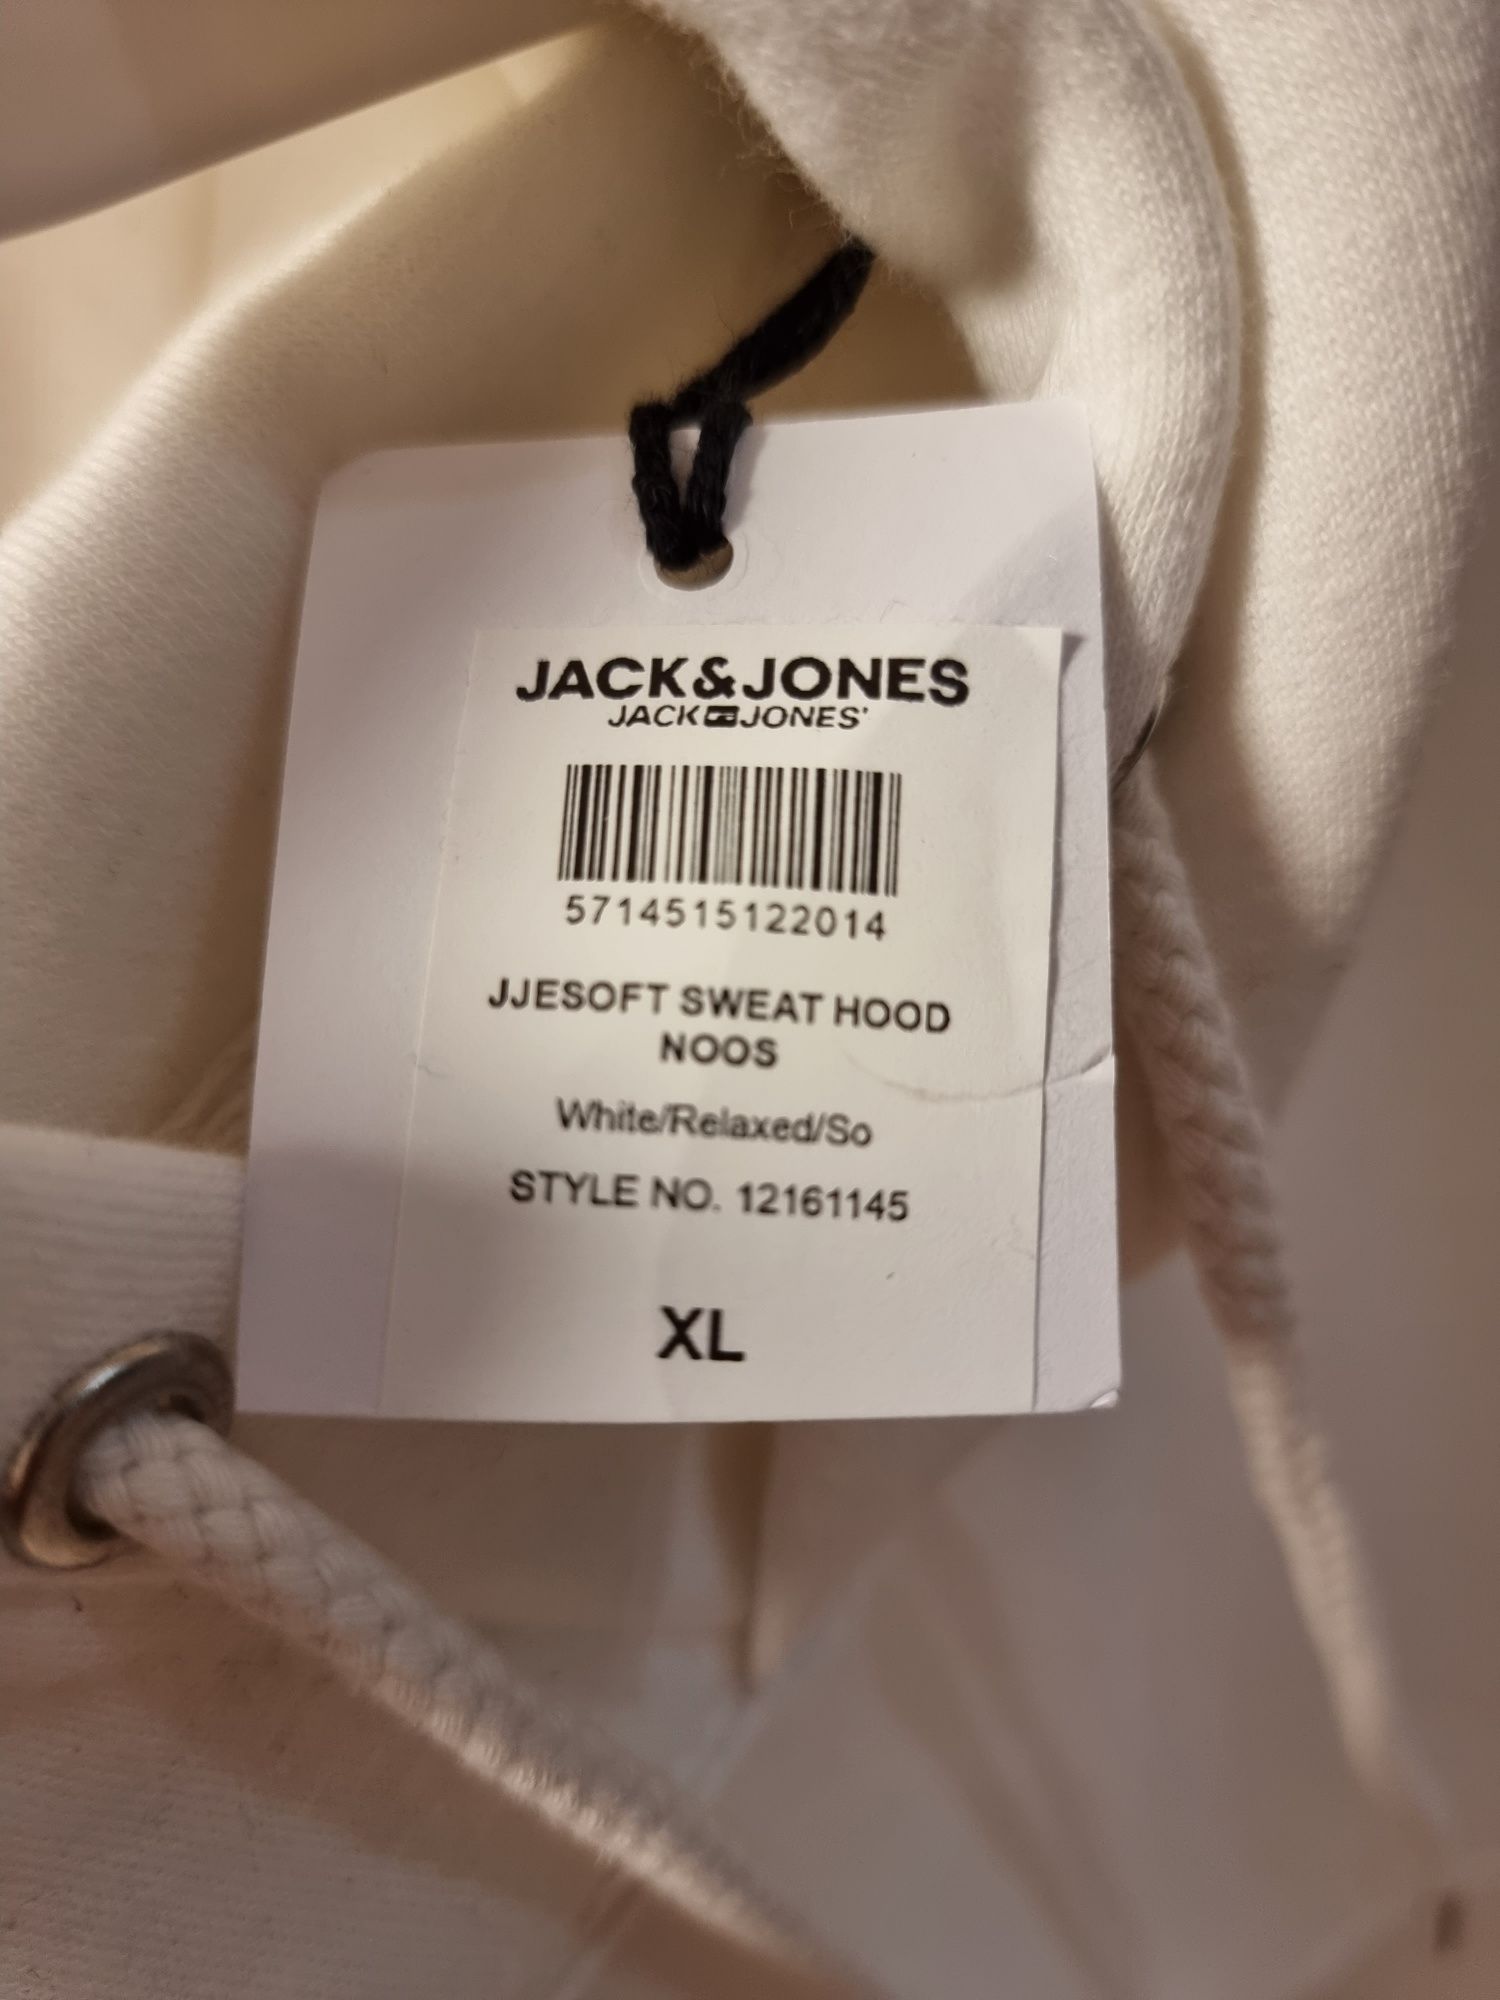 JACK&JONES
JACK JONES'
5714515122014
JJESOFT SWEAT HOOD
NOOS
White/Relaxed/So
STYLE NO. 12161145
XL